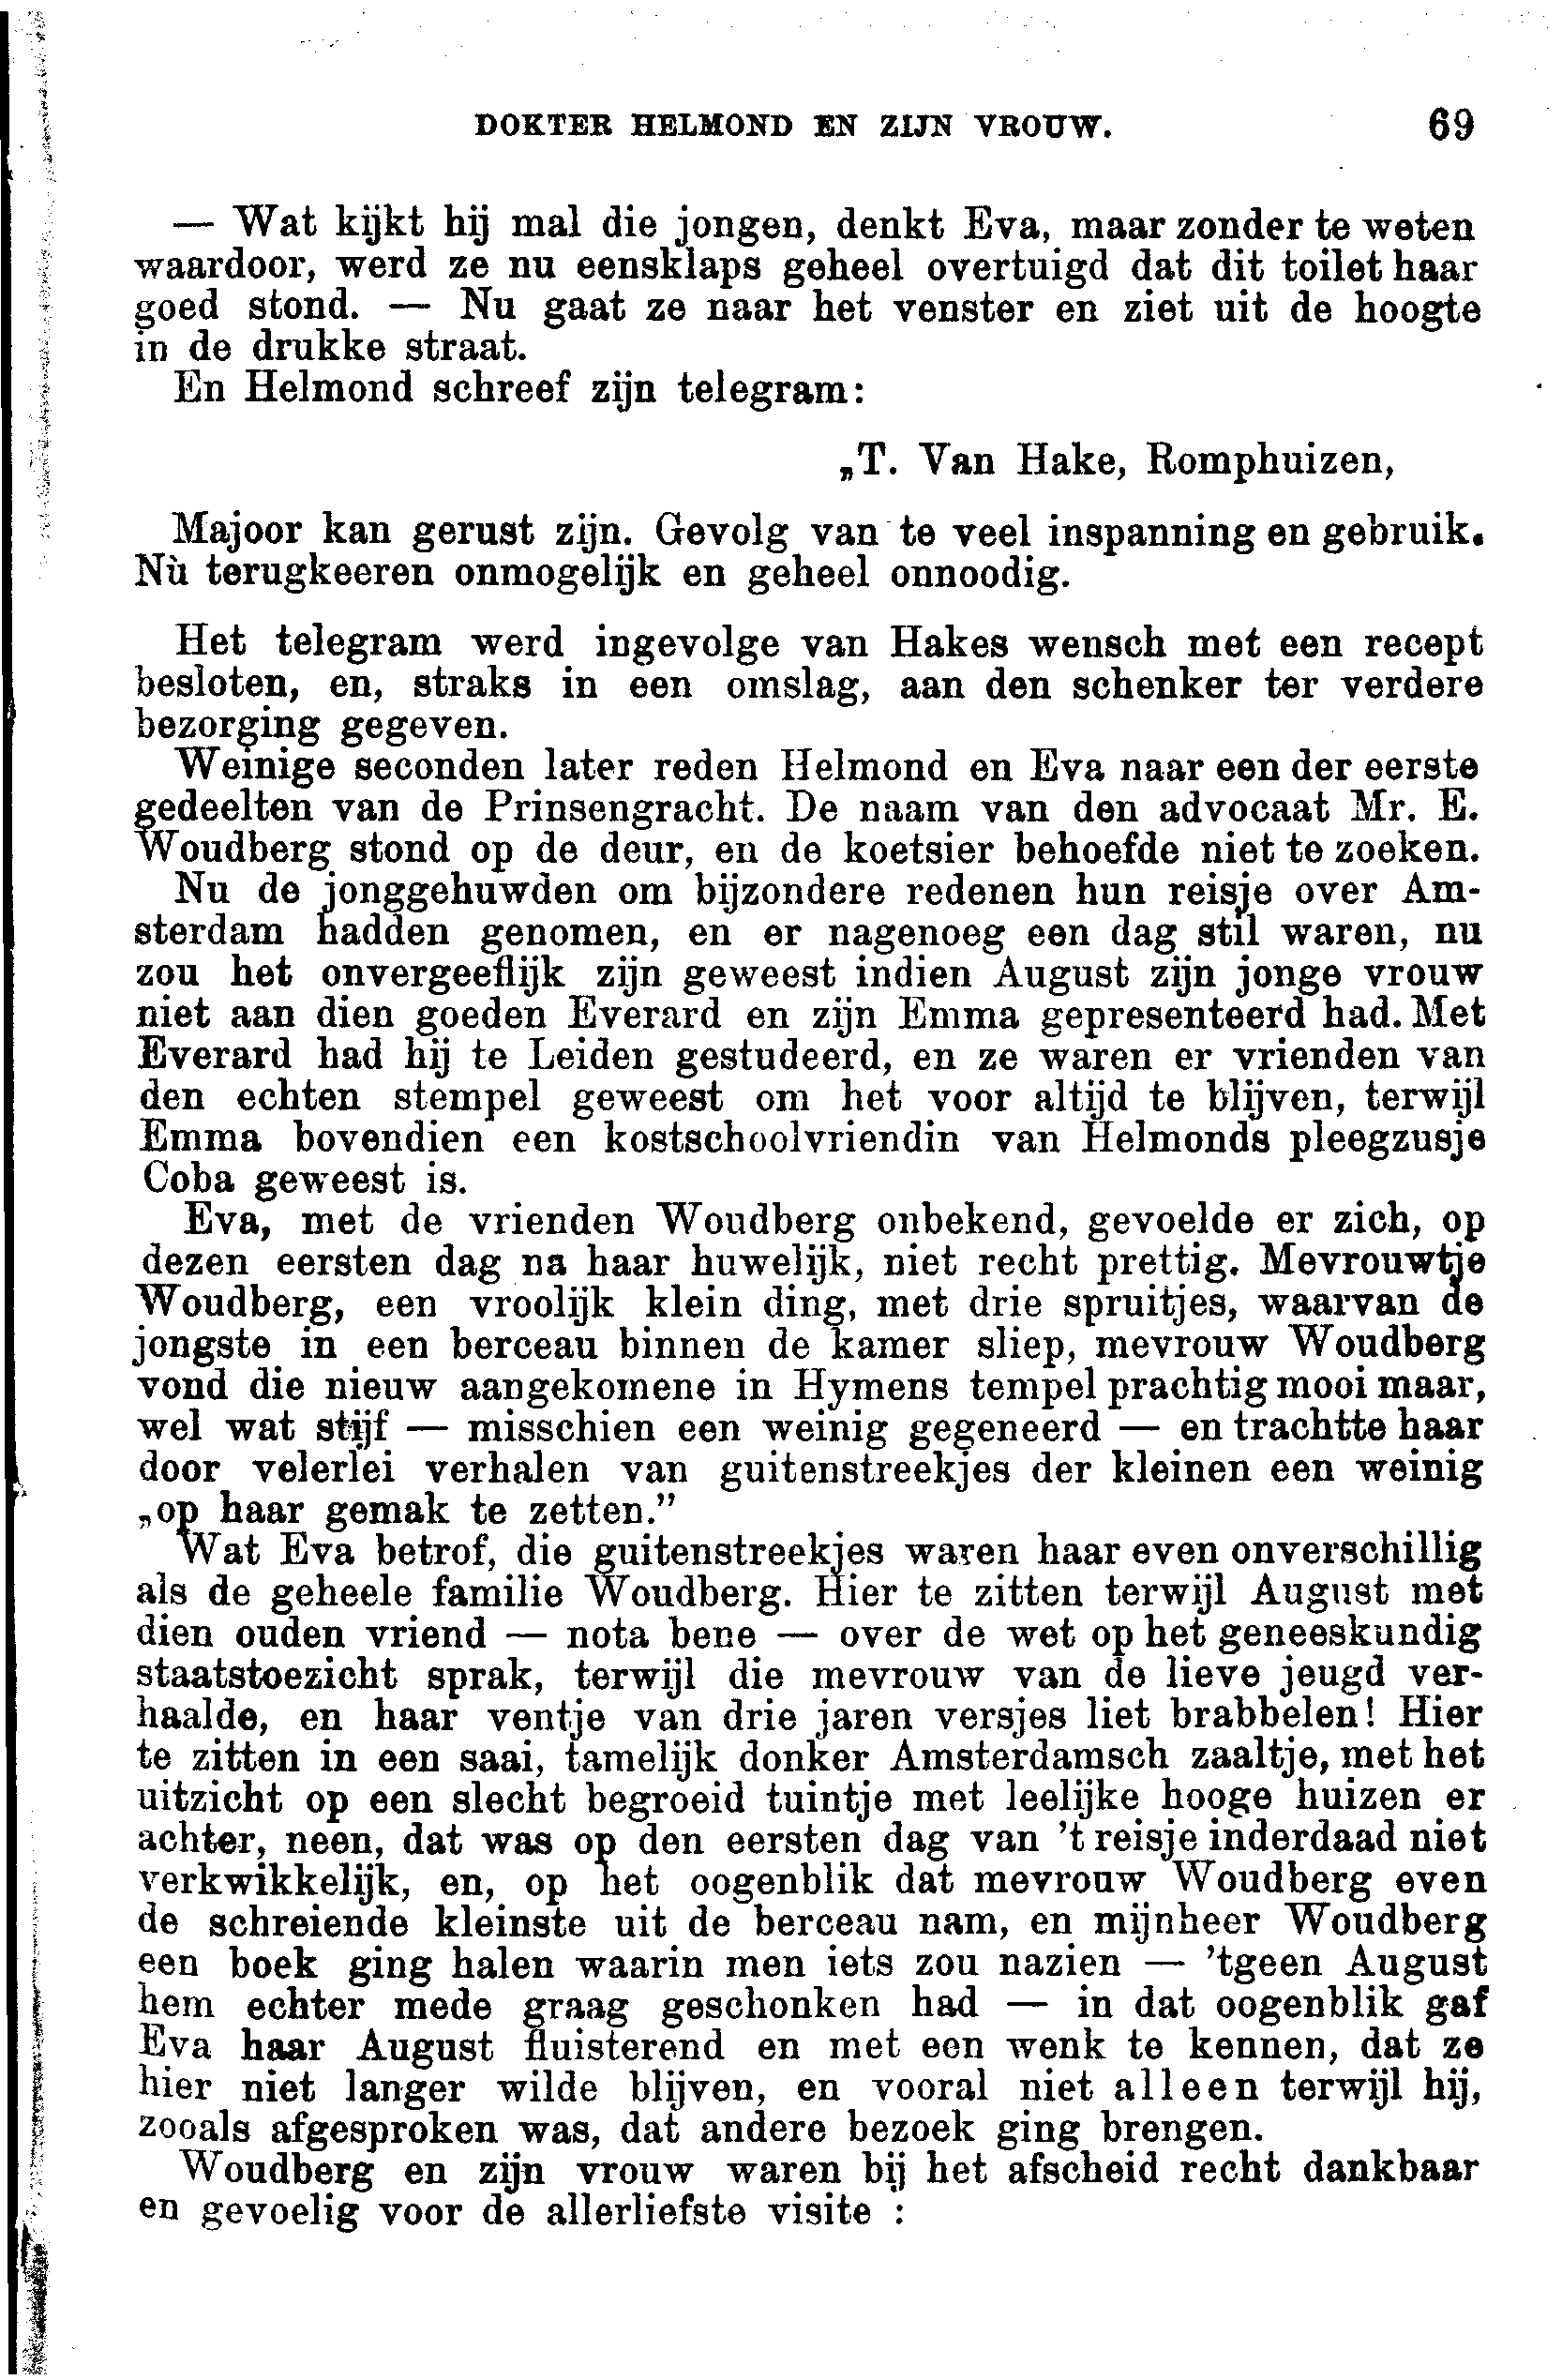 DOKTER HELMOND EN ZIJN VROUW. 69
— Wat kijkt hij mal die jongen, denkt Eva, maar zonder te weten
waardoor, werd ze nu eensklaps geheel overtuigd dat dit toilet haar
goed stond. — Nu gaat ze naar het venster en ziet uit de hoogte
in de drukke straat.
En Helmond schreef zijn telegram:
„T. Van Hake, Romphuizen,
Majoor kan gerust zijn. Gevolg van te veel inspanning en gebruik.
Nù terugkeeren onmogelijk en geheel onnoodig.
Het telegram werd ingevolge van Hakes wensch met een recept
besloten, en, straks in een omslag, aan den schenker ter verdere
bezorging gegeven.
Weinige seconden later reden Helmond en Eva naar een der eerste
gedeelten van de Prinsengracht. De naam van den advocaat Mr. E.
Woudberg stond op de deur, en de koetsier behoefde niet te zoeken.
Nu de jonggehuwden om bijzondere redenen hun reisje over Am-
sterdam hadden genomen, en er nagenoeg een dag stil waren, nu
zou het onvergeeflijk zijn geweest indien August zijn jonge vrouw
niet aan dien goeden Everard en zijn Emma gepresenteerd had. Met
Everard had hij te Leiden gestudeerd, en ze waren er vrienden van
den echten stempel geweest om het voor altijd te blijven, terwijl
Emma bovendien een kostschoolvriendin van Helmonds pleegzusje
Coba geweest is.
Eva, met de vrienden Woudberg onbekend, gevoelde er zich, op
dezen eersten dag na haar huwelijk, niet recht prettig. Mevrouwtje
Woudberg, een vroolijk klein ding, met drie spruitjes, waarvan de
jongste in een berceau binnen de kamer sliep, mevrouw Woudberg
vond die nieuw aangekomene in Hymens tempel prachtig mooi maar,
wel wat stijf — misschien een weinig gegeneerd — en trachtte haar
door velerlei verhalen van guitenstreekjes der kleinen een weinig
„op haar gemak te zetten.”
Wat Eva betrof, die guitenstreekjes waren haar even onverschillig
als de geheele familie Woudberg. Hier te zitten terwijl August met
dien ouden vriend — nota bene — over de wet op het geneeskundig
staatstoezicht sprak, terwijl die mevrouw van de lieve jeugd ver-
haalde, en haar ventje van drie jaren versjes liet brabbelen! Hier
te zitten in een saai, tamelijk donker Amsterdamsch zaaltje, met het
uitzicht op een slecht begroeid tuintje met leelijke hooge huizen er
achter, neen, dat was op den eersten dag van ’t reisje inderdaad niet
verkwikkelijk, en, op het oogenblik dat mevrouw Woudberg even
de schreiende kleinste uit de berceau nam, en mijnheer Woudberg
een boek ging halen waarin men iets zou nazien — ’tgeen August
hem echter mede graag geschonken had — in dat oogenblik gaf
Eva haar August fluisterend en met een wenk te kennen, dat ze
hier niet langer wilde blijven, en vooral niet alleen terwijl hij,
zooals afgesproken was, dat andere bezoek ging brengen.
Woudberg en zijn vrouw waren bij het afscheid recht dankbaar
en gevoelig voor de allerliefste visite :